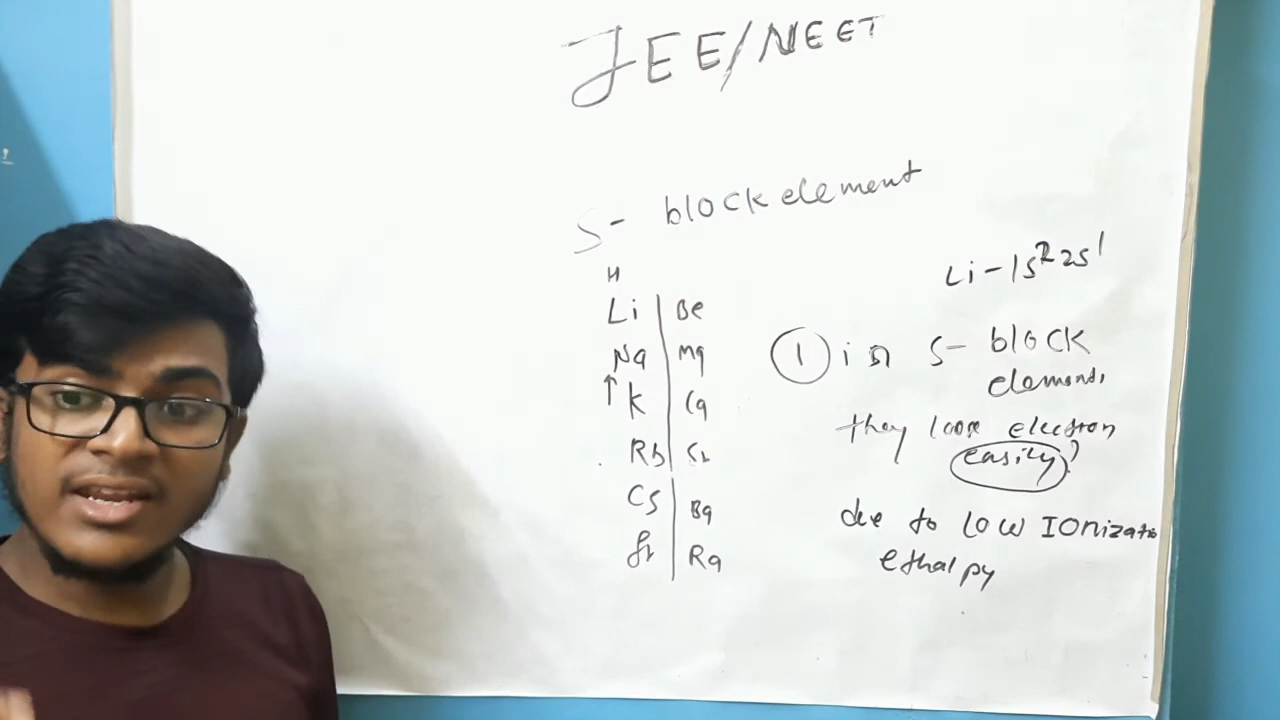 JEE/NEET
S- block element
H
Li Be
Na Mg
K Ca
Rb Sr
Cs Ba
fr Ra
Li-1s²2s¹
1 in S- block
elements
they loose electron
easily?
due to Low Ionizatio
ethalpy